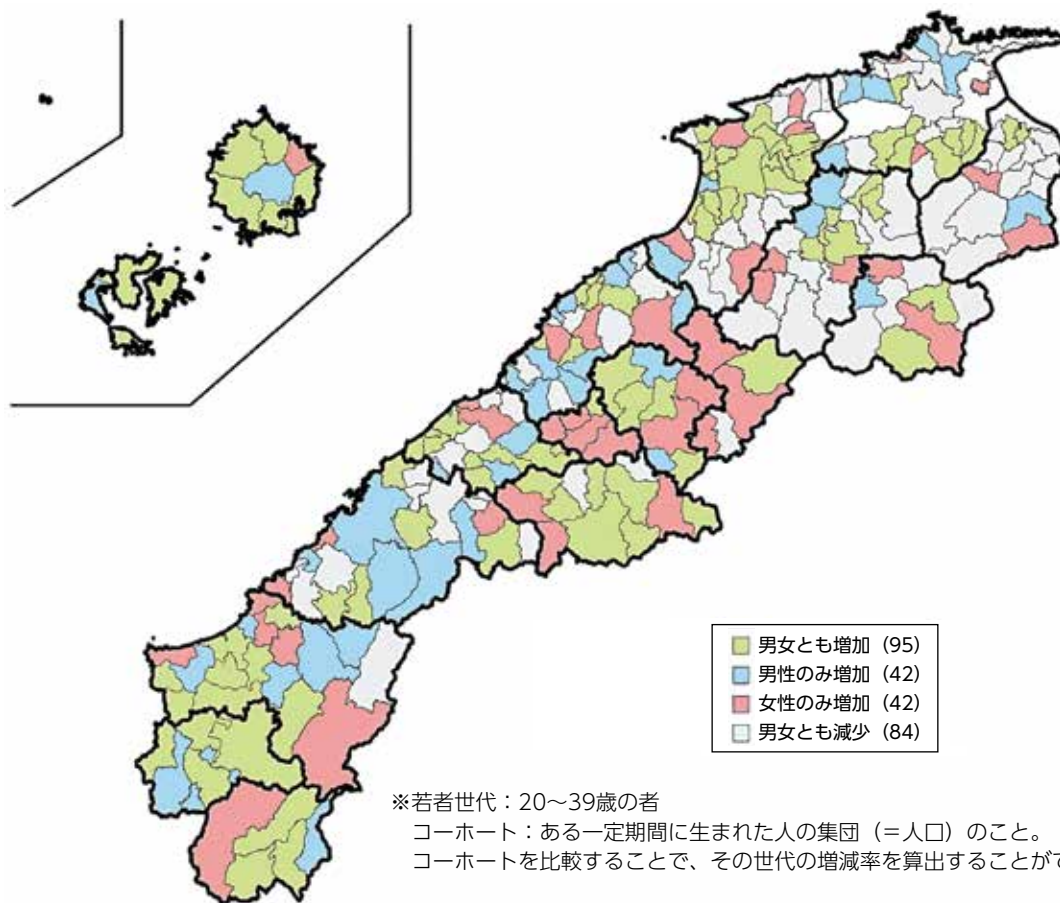 男女とも増加（95）
男性のみ増加（42）
女性のみ増加（42）
男女とも減少（84）
※若者世代：20～39歳の者
コーホート：ある一定期間に生まれた人の集団（＝人口）のこと。
コーホートを比較することで、その世代の増減率を算出することがで